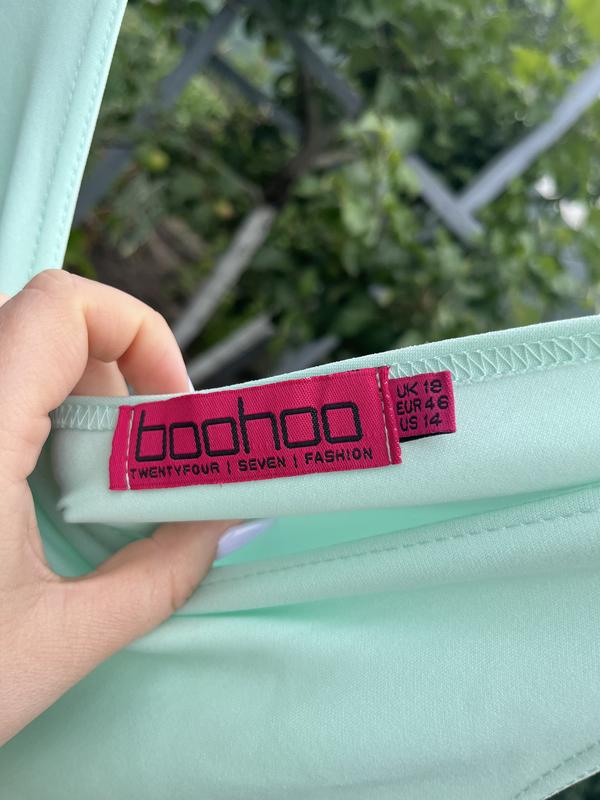 boohoo
TWENTYFOUR | SEVEN | FASHION
UK 18
EUR 46
US 14